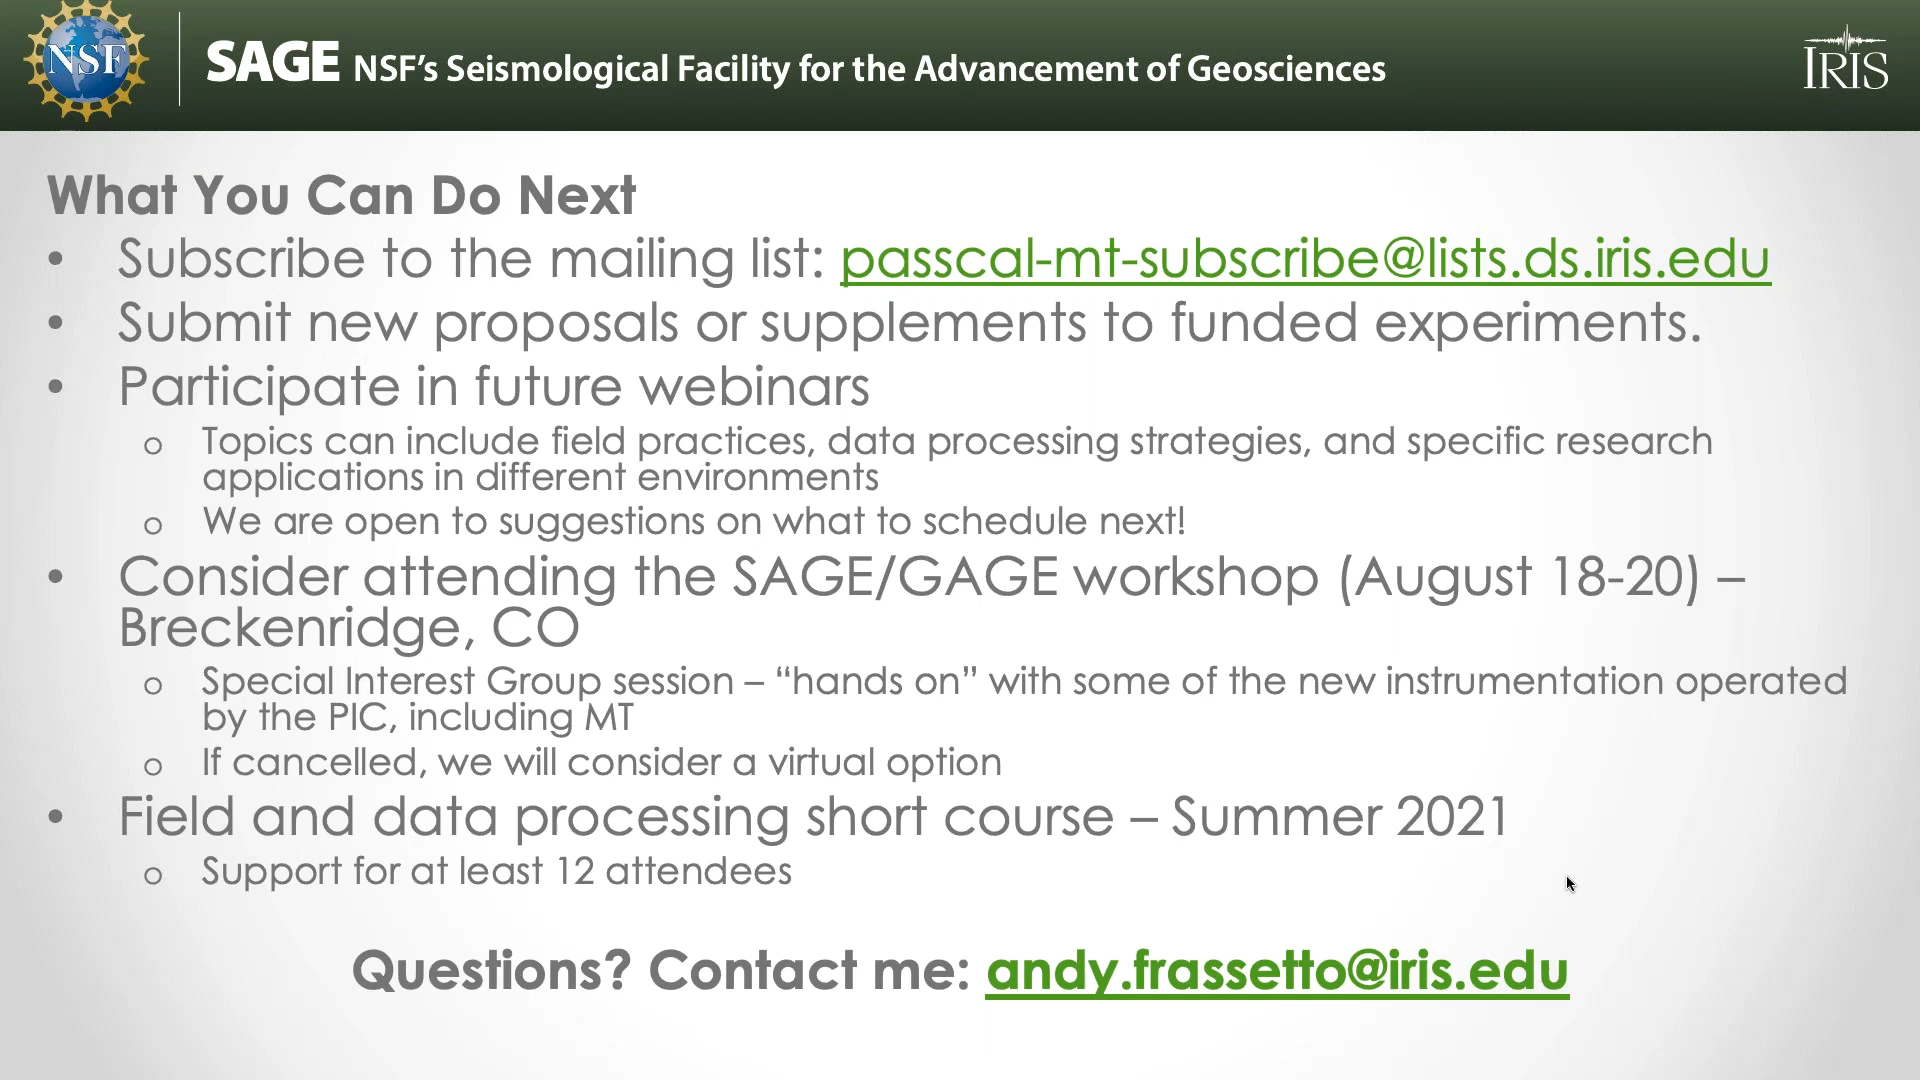 NSF
SAGE NSF’s Seismological Facility for the Advancement of Geosciences
IRIS
What You Can Do Next
• Subscribe to the mailing list: passcal-mt-subscribe@lists.ds.iris.edu
• Submit new proposals or supplements to funded experiments.
• Participate in future webinars
o Topics can include field practices, data processing strategies, and specific research
applications in different environments
o We are open to suggestions on what to schedule next!
• Consider attending the SAGE/GAGE workshop (August 18-20) –
Breckenridge, CO
o Special Interest Group session – “hands on” with some of the new instrumentation operated
by the PIC, including MT
o If cancelled, we will consider a virtual option
• Field and data processing short course – Summer 2021
o Support for at least 12 attendees
Questions? Contact me: andy.frassetto@iris.edu